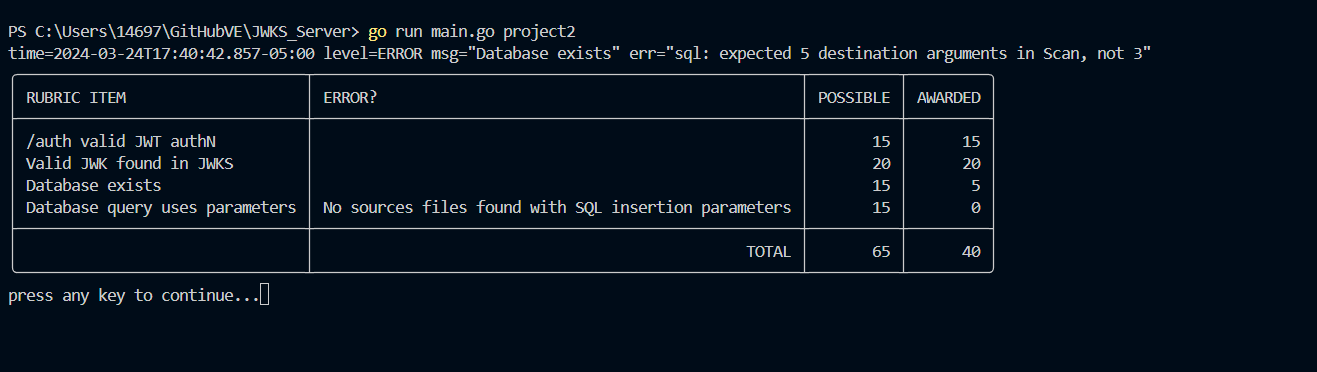 PS C:\Users\14697\GitHubVE\JWKS_Server> go run main.go project2
time=2024-03-24T17:40:42.857-05:00 level=ERROR msg="Database exists" err="sql: expected 5 destination arguments in Scan, not 3"
RUBRIC ITEM ERROR? POSSIBLE AWARDED
/auth valid JWT authN 15 15
Valid JWK found in JWKS 20 20
Database exists 15 5
Database query uses parameters No sources files found with SQL insertion parameters 15 0
TOTAL 65 40
press any key to continue...